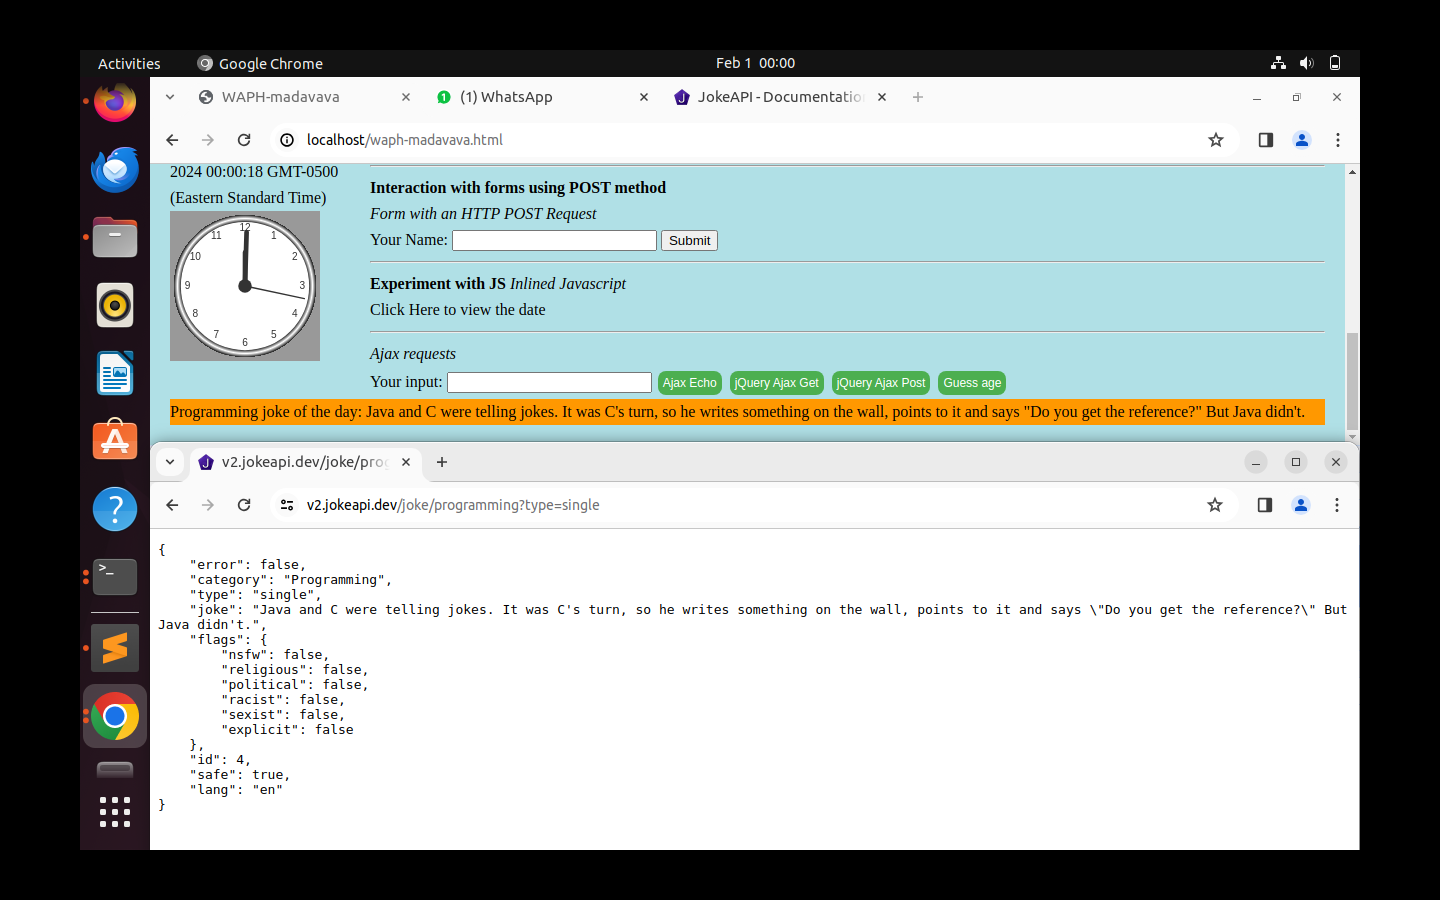 Activities Google Chrome Feb 1 00:00
WAPH-madavava (1) WhatsApp JokeAPI - Documentatio
localhost/waph-madavava.html
2024 00:00:18 GMT-0500
(Eastern Standard Time)
12
11 1
10 2
9 3
8 4
7 5
6
Interaction with forms using POST method
Form with an HTTP POST Request
Your Name: Submit
Experiment with JS Inlined Javascript
Click Here to view the date
Ajax requests
Your input: Ajax Echo jQuery Ajax Get jQuery Ajax Post Guess age
Programming joke of the day: Java and C were telling jokes. It was C's turn, so he writes something on the wall, points to it and says "Do you get the reference?" But Java didn't.
v2.jokeapi.dev/joke/prog
v2.jokeapi.dev/joke/programming?type=single
{
    "error": false,
    "category": "Programming",
    "type": "single",
    "joke": "Java and C were telling jokes. It was C's turn, so he writes something on the wall, points to it and says \"Do you get the reference?\" But
Java didn't.",
    "flags": {
        "nsfw": false,
        "religious": false,
        "political": false,
        "racist": false,
        "sexist": false,
        "explicit": false
    },
    "id": 4,
    "safe": true,
    "lang": "en"
}